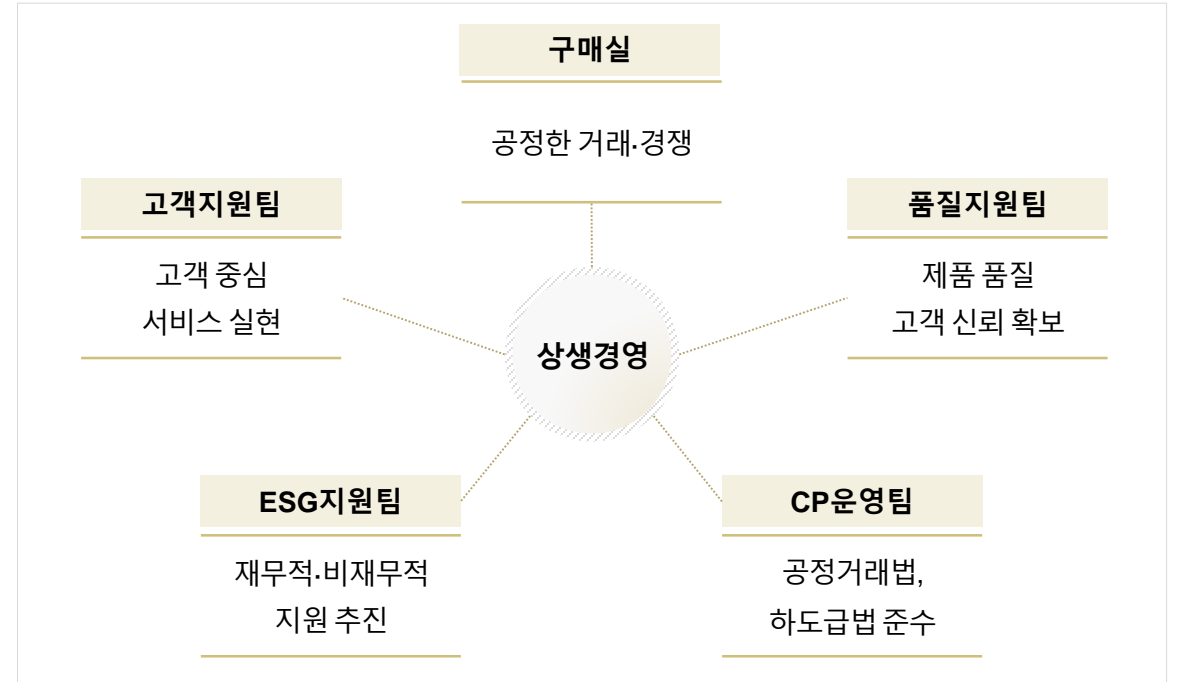 구매실
공정한 거래·경쟁
고객지원팀
고객 중심
서비스 실현
품질지원팀
제품 품질
고객 신뢰 확보
상생경영
ESG지원팀
재무적·비재무적
지원 추진
CP운영팀
공정거래법,
하도급법 준수